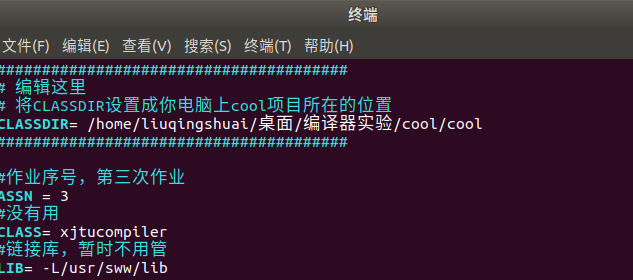 终端
文件(F) 编辑(E) 查看(V) 搜索(S) 终端(T) 帮助(H)
#######################################
# 编辑这里
# 将CLASSDIR设置成你电脑上cool项目所在的位置
CLASSDIR= /home/liuqingshuai/桌面/编译器实验/cool/cool
#######################################
#作业序号，第三次作业
ASSN = 3
#没有用
CLASS= xjtucompiler
#链接库，暂时不用管
LIB= -L/usr/sww/lib